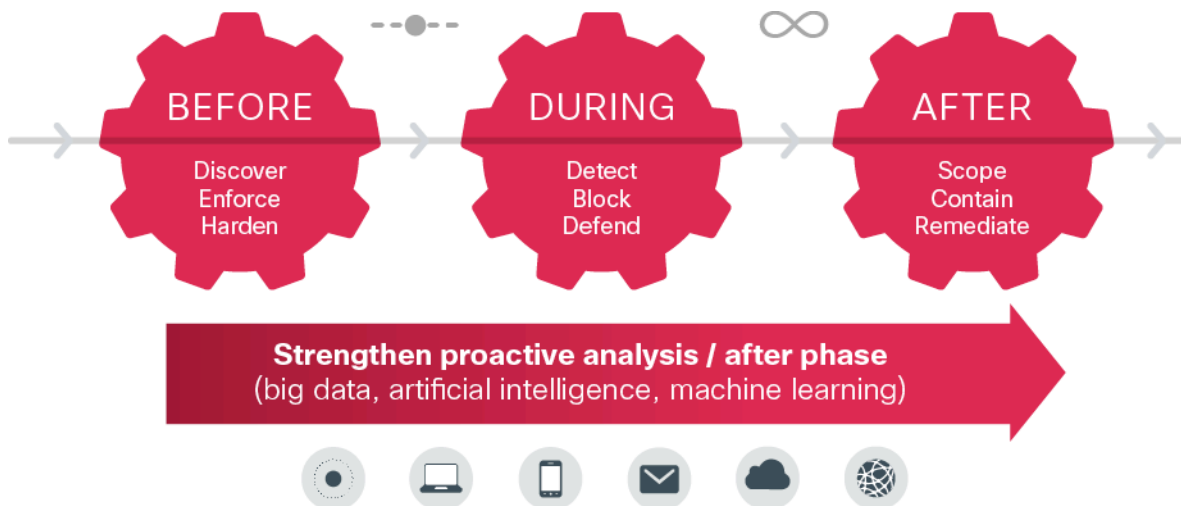 BEFORE
Discover
Enforce
Harden
DURING
Detect
Block
Defend
AFTER
Scope
Contain
Remediate
Strengthen proactive analysis / after phase
(big data, artificial intelligence, machine learning)